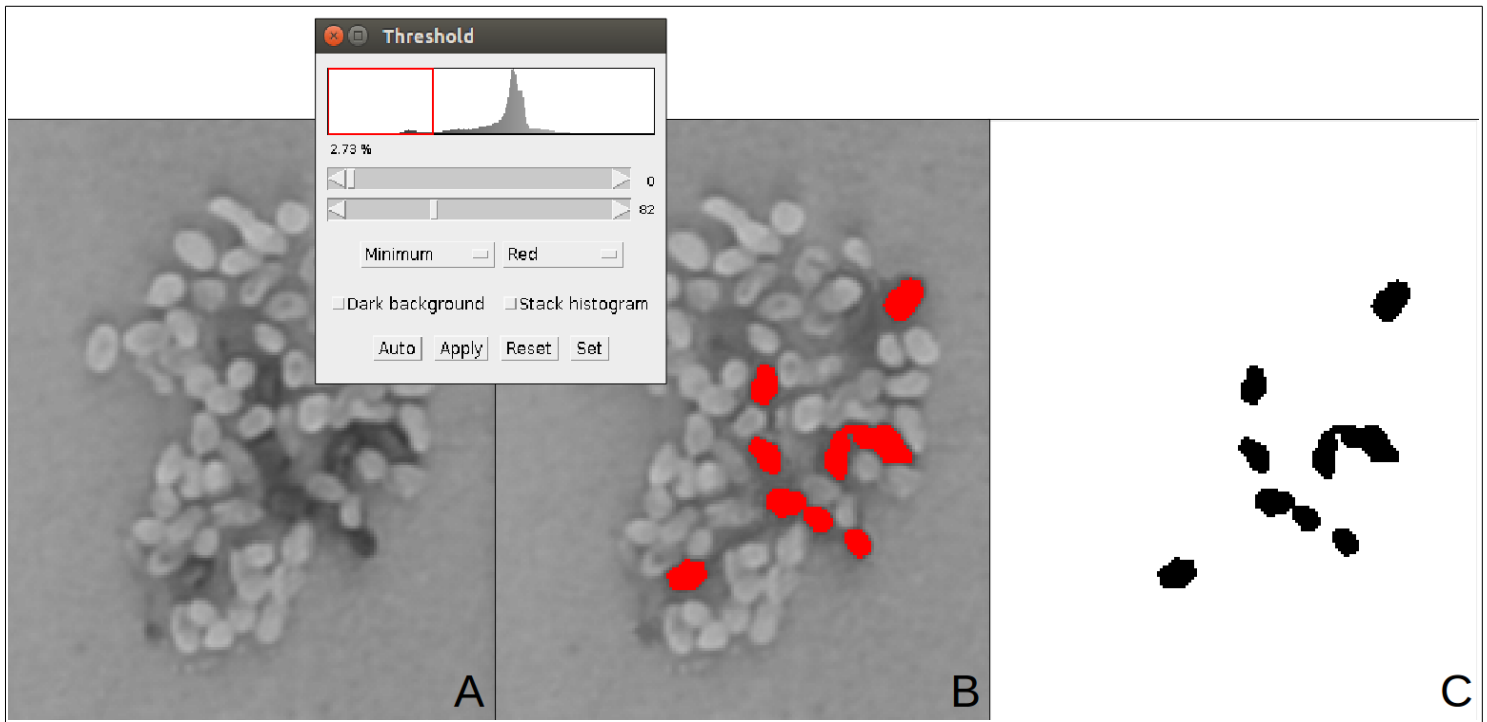 Threshold
2.73 %
0
82
Minimum Red
Dark background Stack histogram
Auto Apply Reset Set
A B C